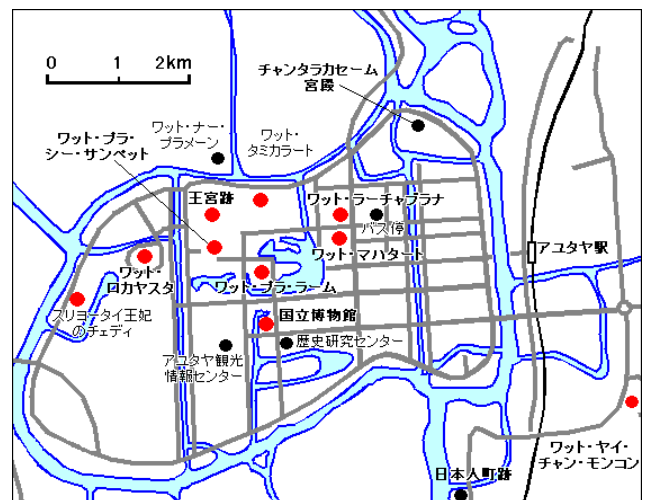 0 1 2km
チャンタラカセーム
宮殿
ワット・ナー・
プラメーン
ワット・
タミカラート
ワット・プラ・
シー・サンペット
王宮跡
ワット・ラーチャブラナ
バス停
ワット・マハタート
アユタヤ駅
ワット・
ロカヤスタ
ワット・プラ・ラーム
スリヨータイ王妃
のチェディ
国立博物館
歴史研究センター
アユタヤ観光
情報センター
ワット・ヤイ・
チャン・モンコン
日本人町跡